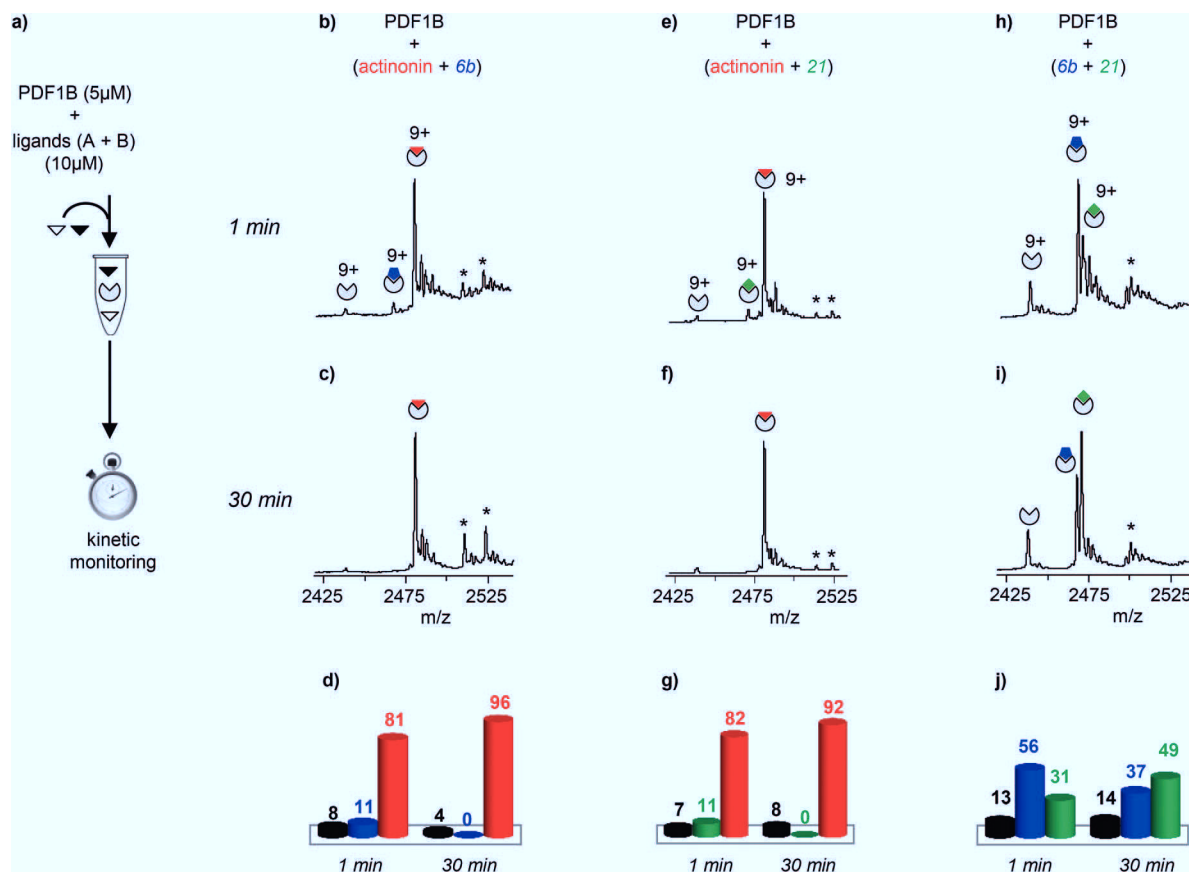 a)
PDF1B (5µM)
+
ligands (A + B)
(10µM)
kinetic
monitoring
1 min
30 min
b)
PDF1B
+
(actinonin + 6b)
9+
9+
9+
* *
c)
* *
2425 2475 2525
m/z
d)
8 11 81 4 0 96
1 min 30 min
e)
PDF1B
+
(actinonin + 21)
9+
9+
9+
* *
f)
* *
2425 2475 2525
m/z
g)
7 11 82 8 0 92
1 min 30 min
h)
PDF1B
+
(6b + 21)
9+
9+
9+
*
i)
*
2425 2475 2525
m/z
j)
13 56 31 14 37 49
1 min 30 min